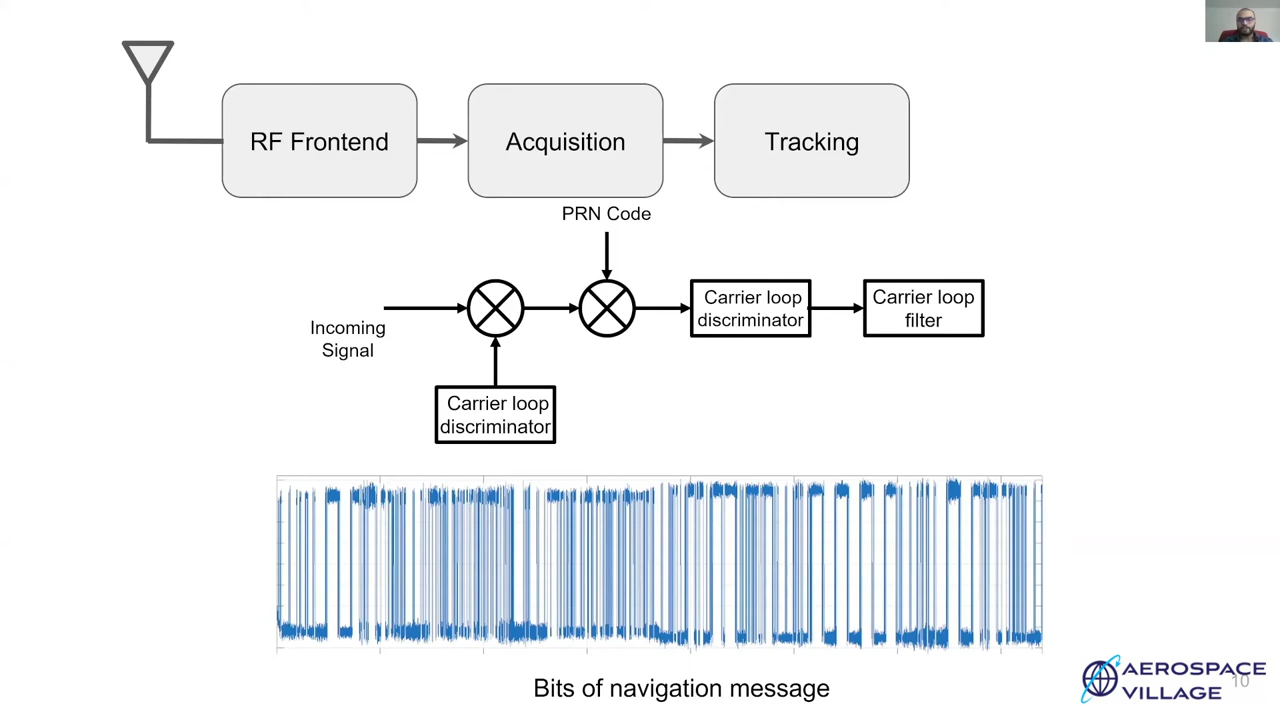 RF Frontend
Acquisition
Tracking
PRN Code
Incoming
Signal
Carrier loop
discriminator
Carrier loop
filter
Carrier loop
discriminator
Bits of navigation message
AEROSPACE
VILLAGE
10